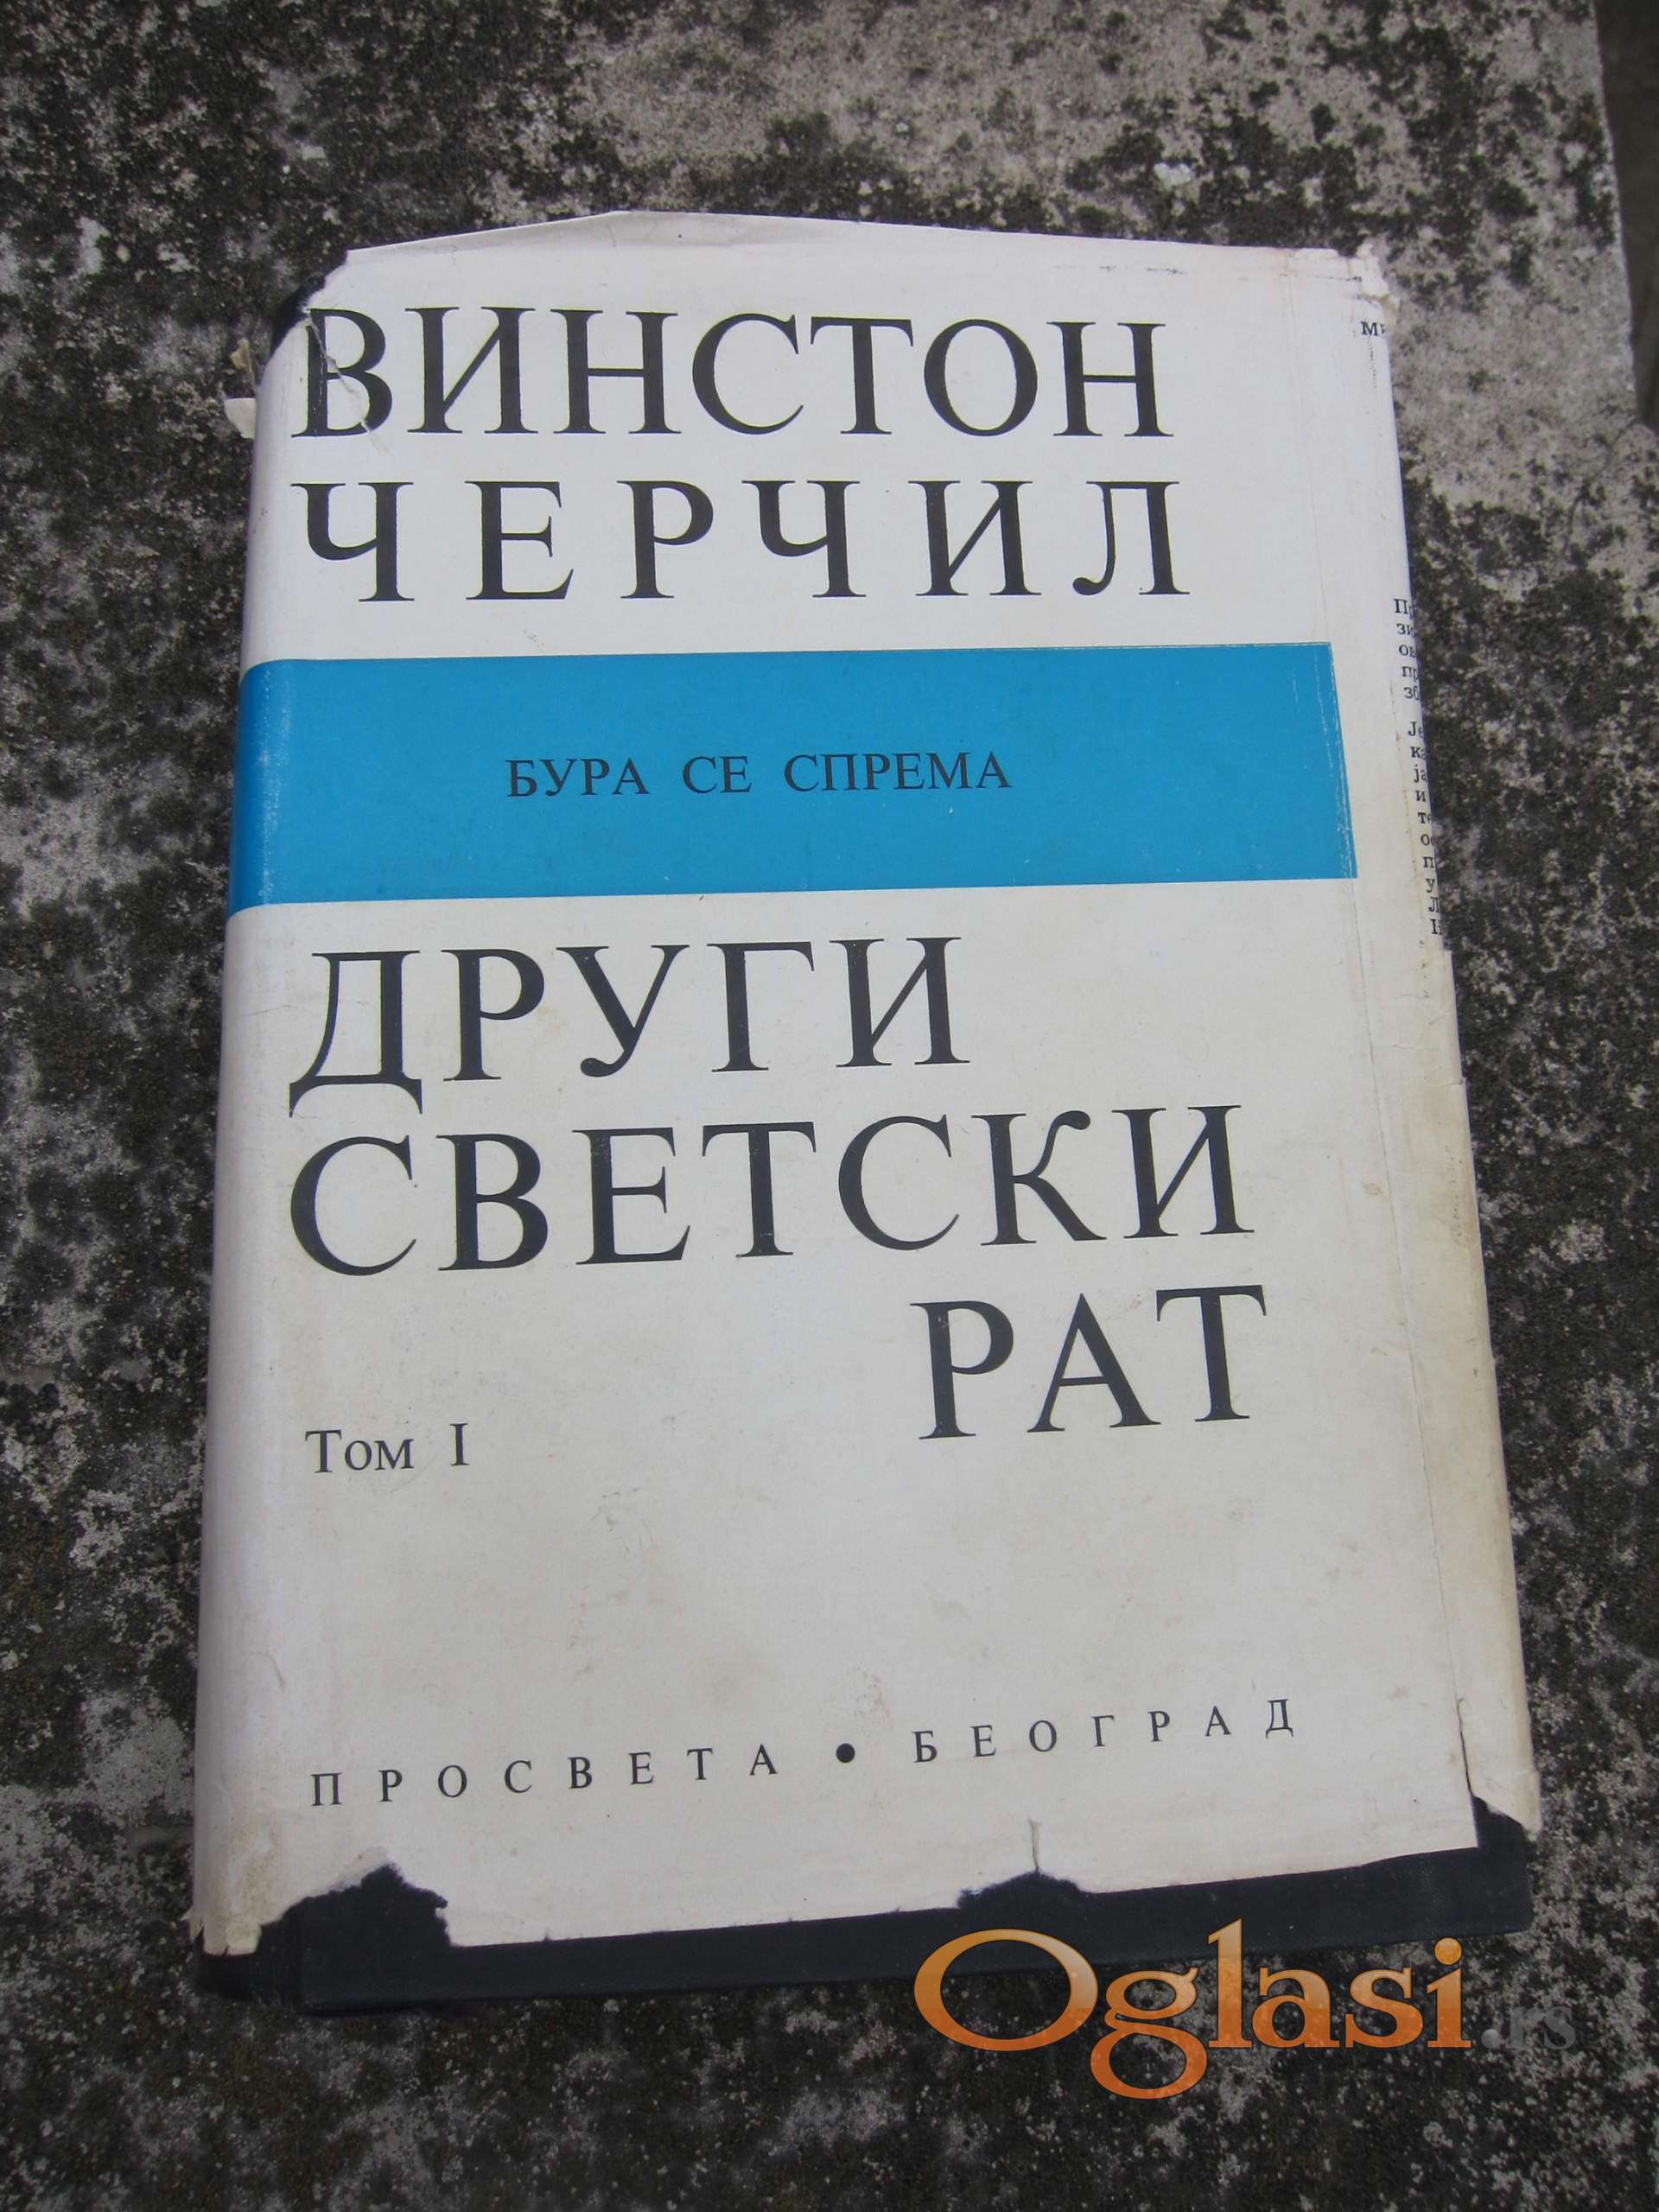 ВИНСТОН
ЧЕРЧИЛ
БУРА СЕ СПРЕМА
ДРУГИ
СВЕТСКИ
РАТ
Том I
ПРОСВЕТА • БЕОГРАД
Oglasi.rs